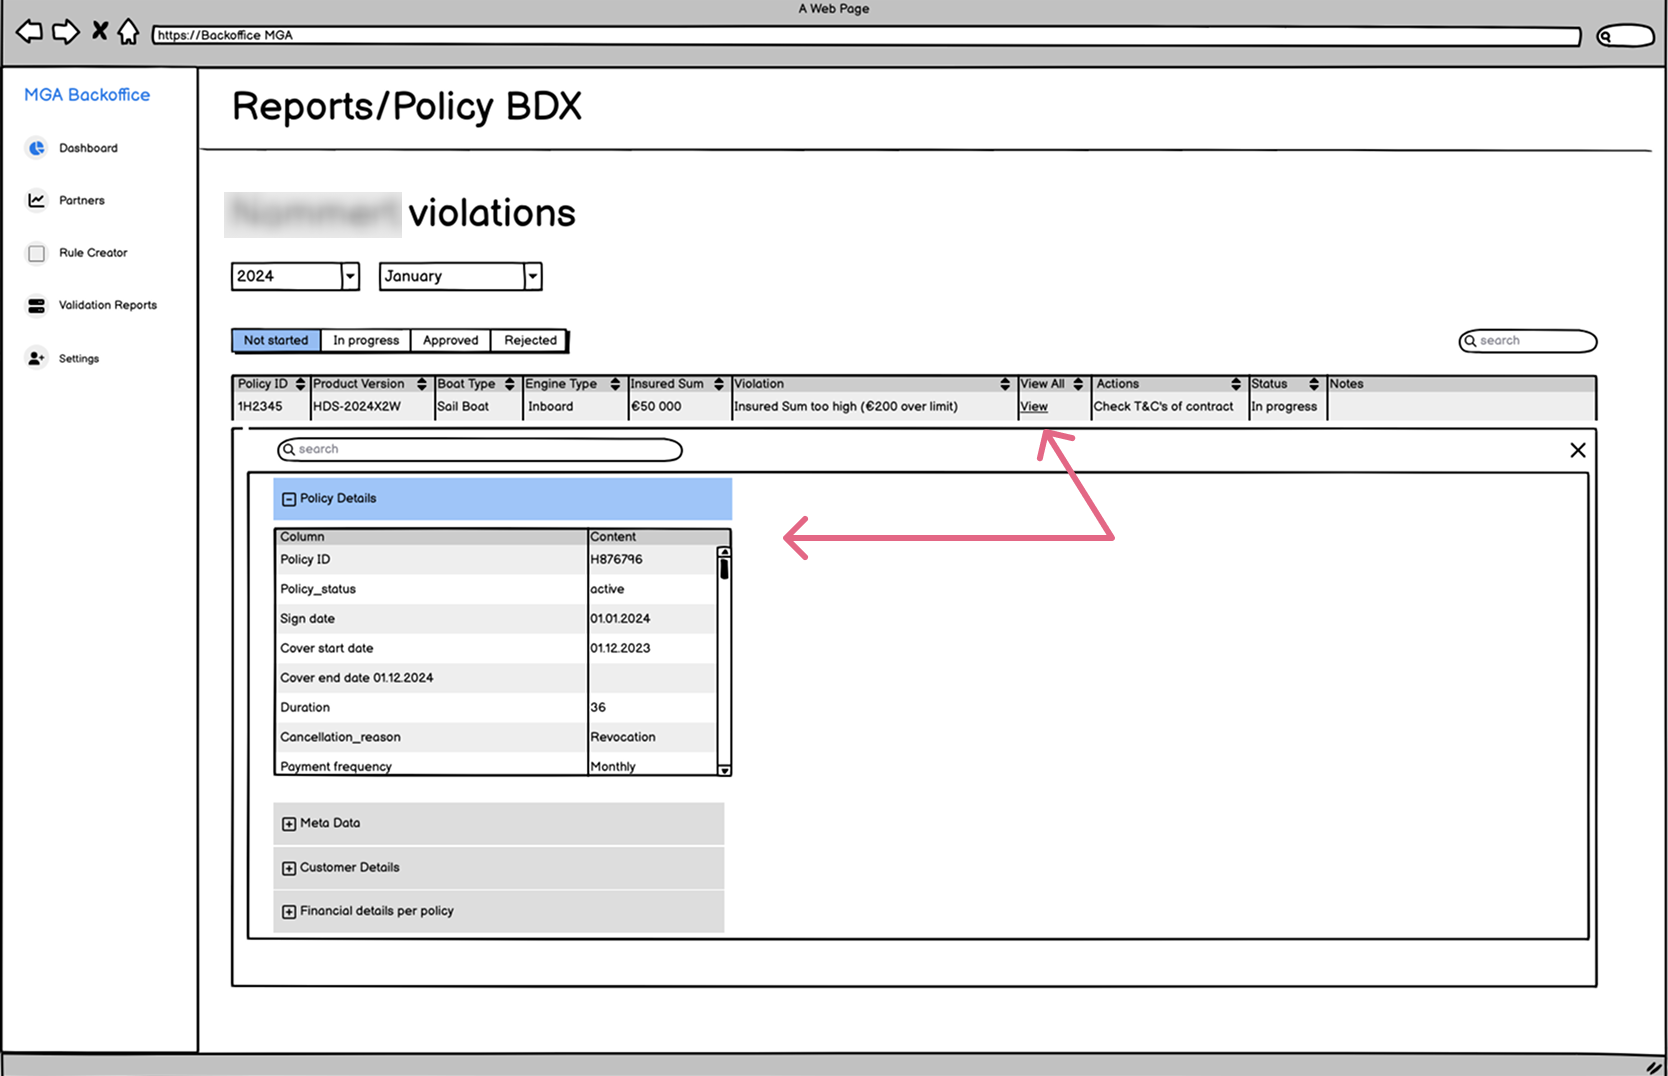 A Web Page
https://Backoffice MGA
MGA Backoffice
Dashboard
Partners
Rule Creator
Validation Reports
Settings
Reports/Policy BDX
violations
2024 January
Not started In progress Approved Rejected
search
Policy ID Product Version Boat Type Engine Type Insured Sum Violation View All Actions Status Notes
1H2345 HDS-2024X2W Sail Boat Inboard €50 000 Insured Sum too high (€200 over limit) View Check T&C's of contract In progress
search
Policy Details
Column Content
Policy ID H876796
Policy_status active
Sign date 01.01.2024
Cover start date 01.12.2023
Cover end date 01.12.2024
Duration 36
Cancellation_reason Revocation
Payment frequency Monthly
Meta Data
Customer Details
Financial details per policy